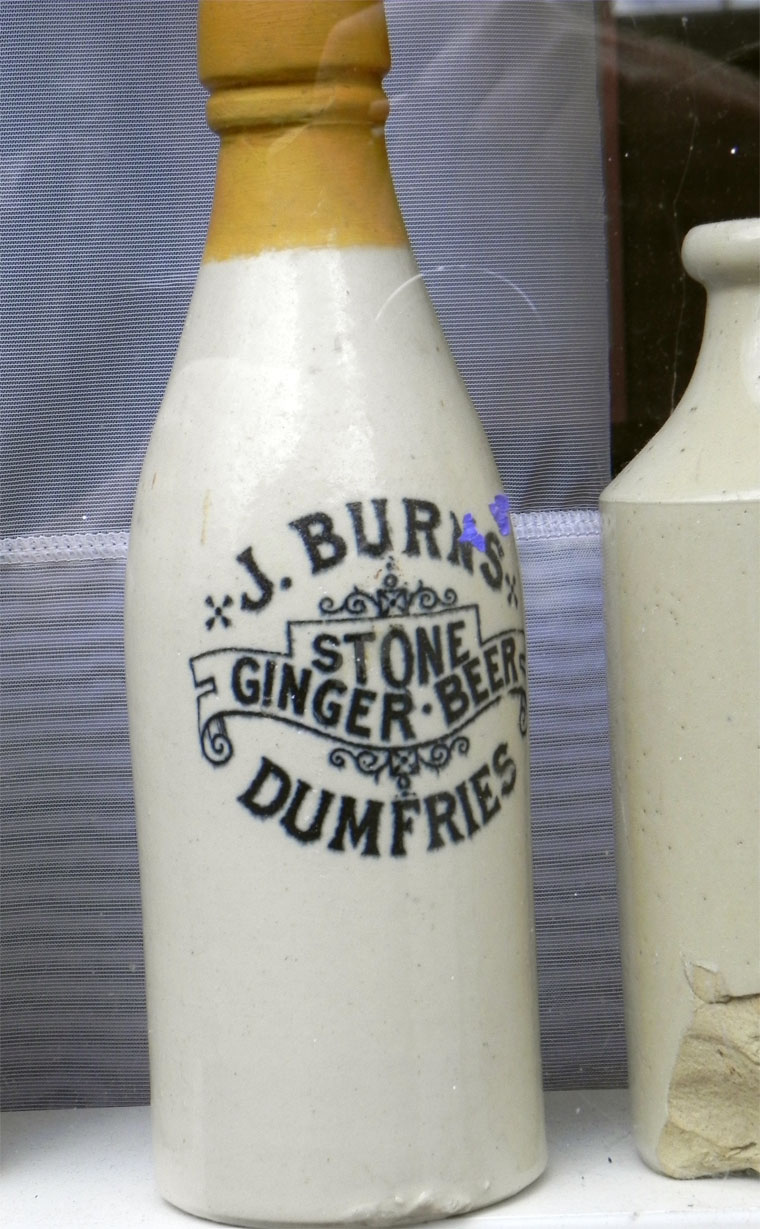 J. BURNS
STONE
GINGER · BEER
DUMFRIES